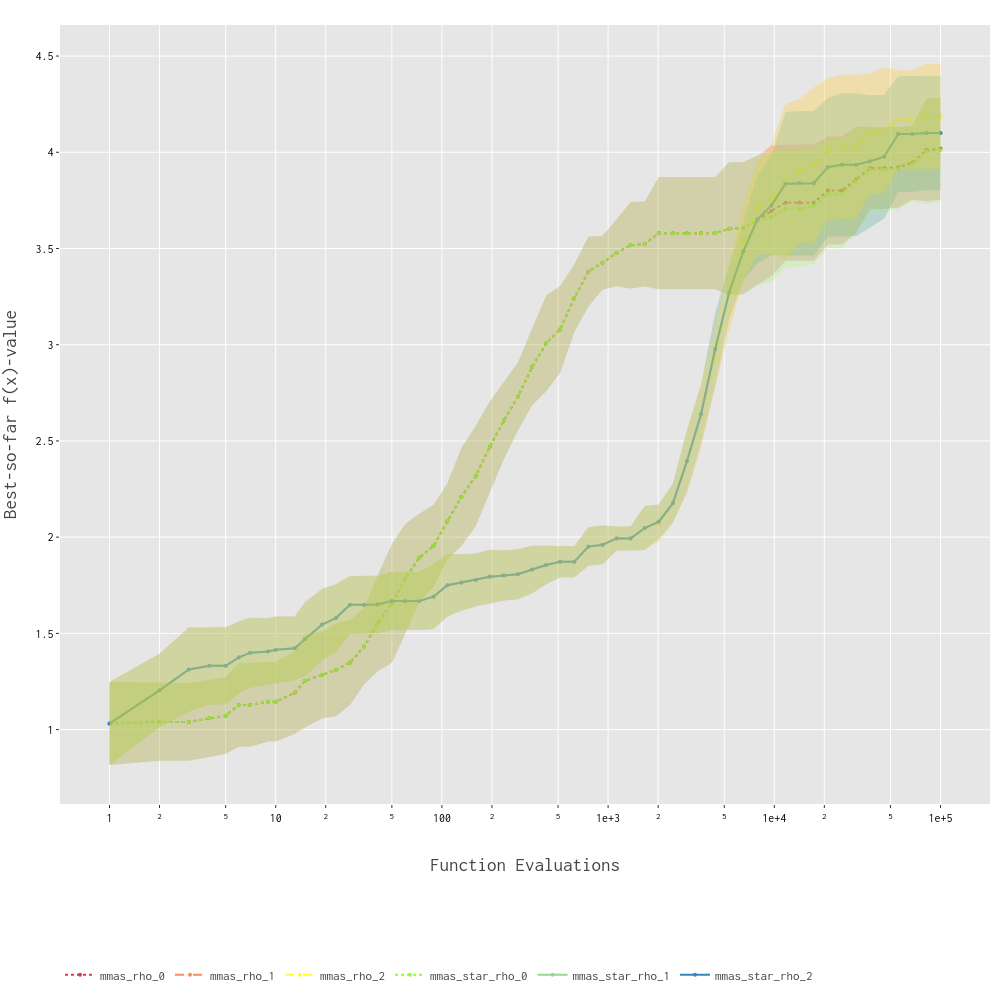 4.5
4
3.5
3
2.5
2
1.5
1
Best-so-far f(x)-value
1 2 5 10 2 5 100 2 5 1e+3 2 5 1e+4 2 5 1e+5
Function Evaluations
mmas_rho_0 mmas_rho_1 mmas_rho_2 mmas_star_rho_0 mmas_star_rho_1 mmas_star_rho_2